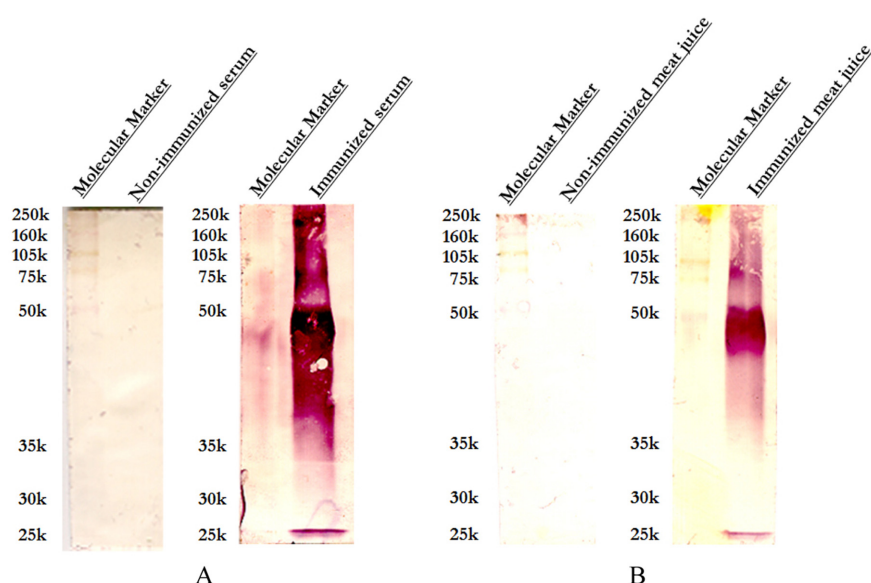 Molecular Marker
Non-immunized serum
Molecular Marker
Immunized serum
Molecular Marker
Non-immunized meat juice
Molecular Marker
Immunized meat juice
250k
160k
105k
75k
50k
35k
30k
25k
250k
160k
105k
75k
50k
35k
30k
25k
250k
160k
105k
75k
50k
35k
30k
25k
250k
160k
105k
75k
50k
35k
30k
25k
A
B